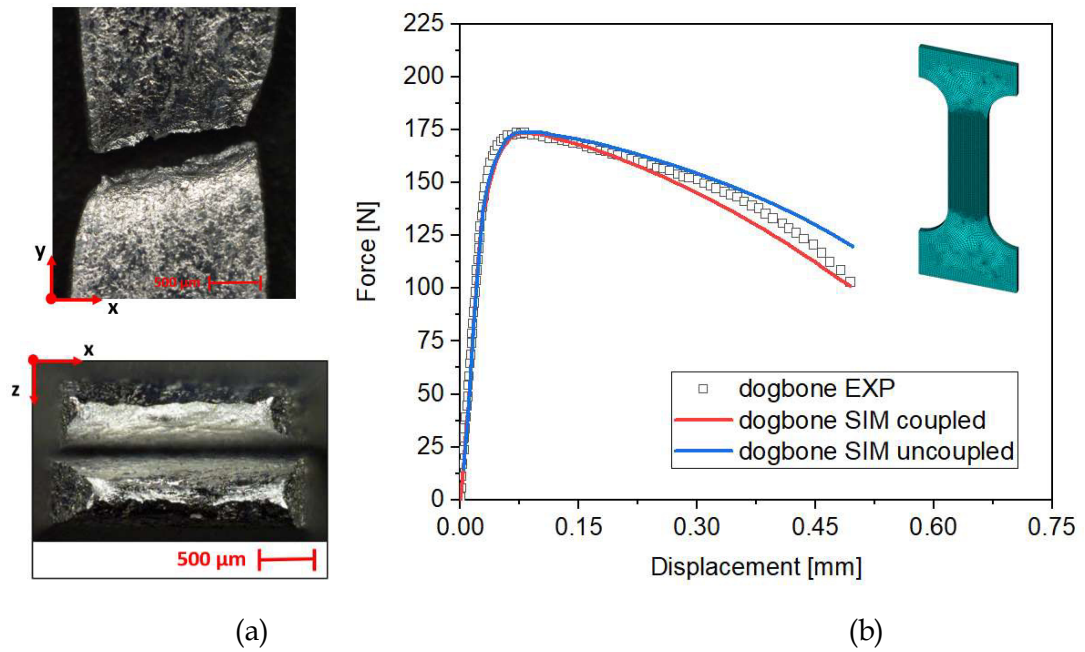 y
x
500 µm
x
z
500 µm
(a)
Force [N]
225
200
175
150
125
100
75
50
25
0
0.00 0.15 0.30 0.45 0.60 0.75
Displacement [mm]
dogbone EXP
dogbone SIM coupled
dogbone SIM uncoupled
(b)